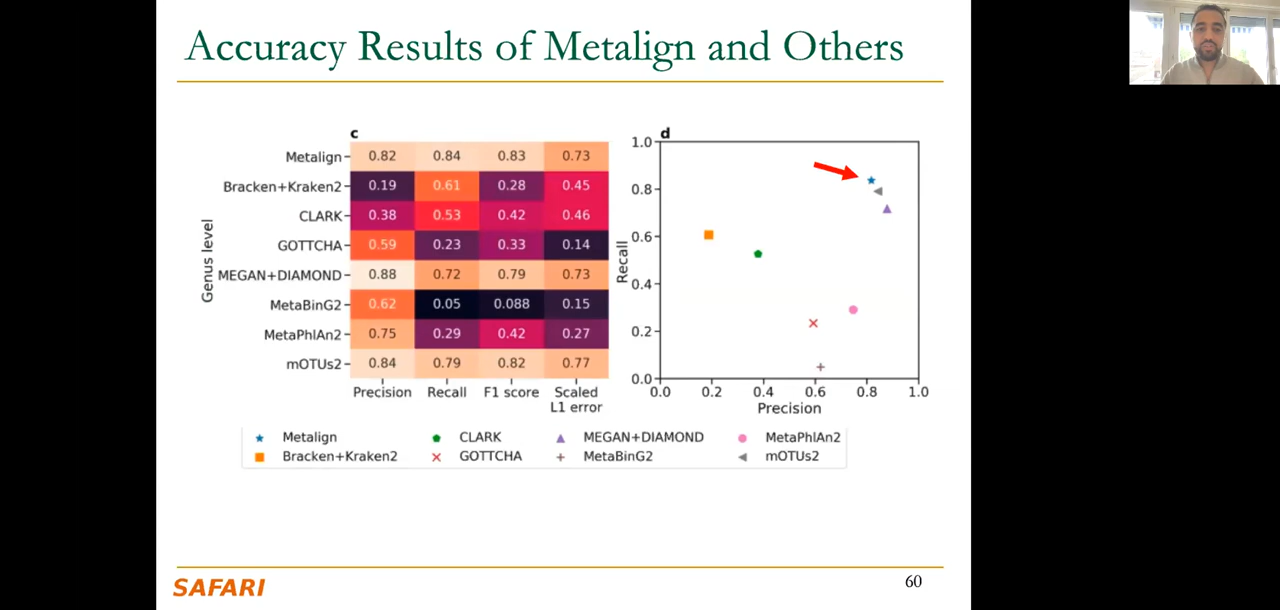 Accuracy Results of Metalign and Others
c
Genus level
Metalign 0.82 0.84 0.83 0.73
Bracken+Kraken2 0.19 0.61 0.28 0.45
CLARK 0.38 0.53 0.42 0.46
GOTTCHA 0.59 0.23 0.33 0.14
MEGAN+DIAMOND 0.88 0.72 0.79 0.73
MetaBinG2 0.62 0.05 0.088 0.15
MetaPhlAn2 0.75 0.29 0.42 0.27
mOTUs2 0.84 0.79 0.82 0.77
Precision Recall F1 score Scaled
L1 error
d
Recall
1.0
0.8
0.6
0.4
0.2
0.0
0.0 0.2 0.4 0.6 0.8 1.0
Precision
Metalign CLARK MEGAN+DIAMOND MetaPhlAn2
Bracken+Kraken2 GOTTCHA MetaBinG2 mOTUs2
SAFARI
60